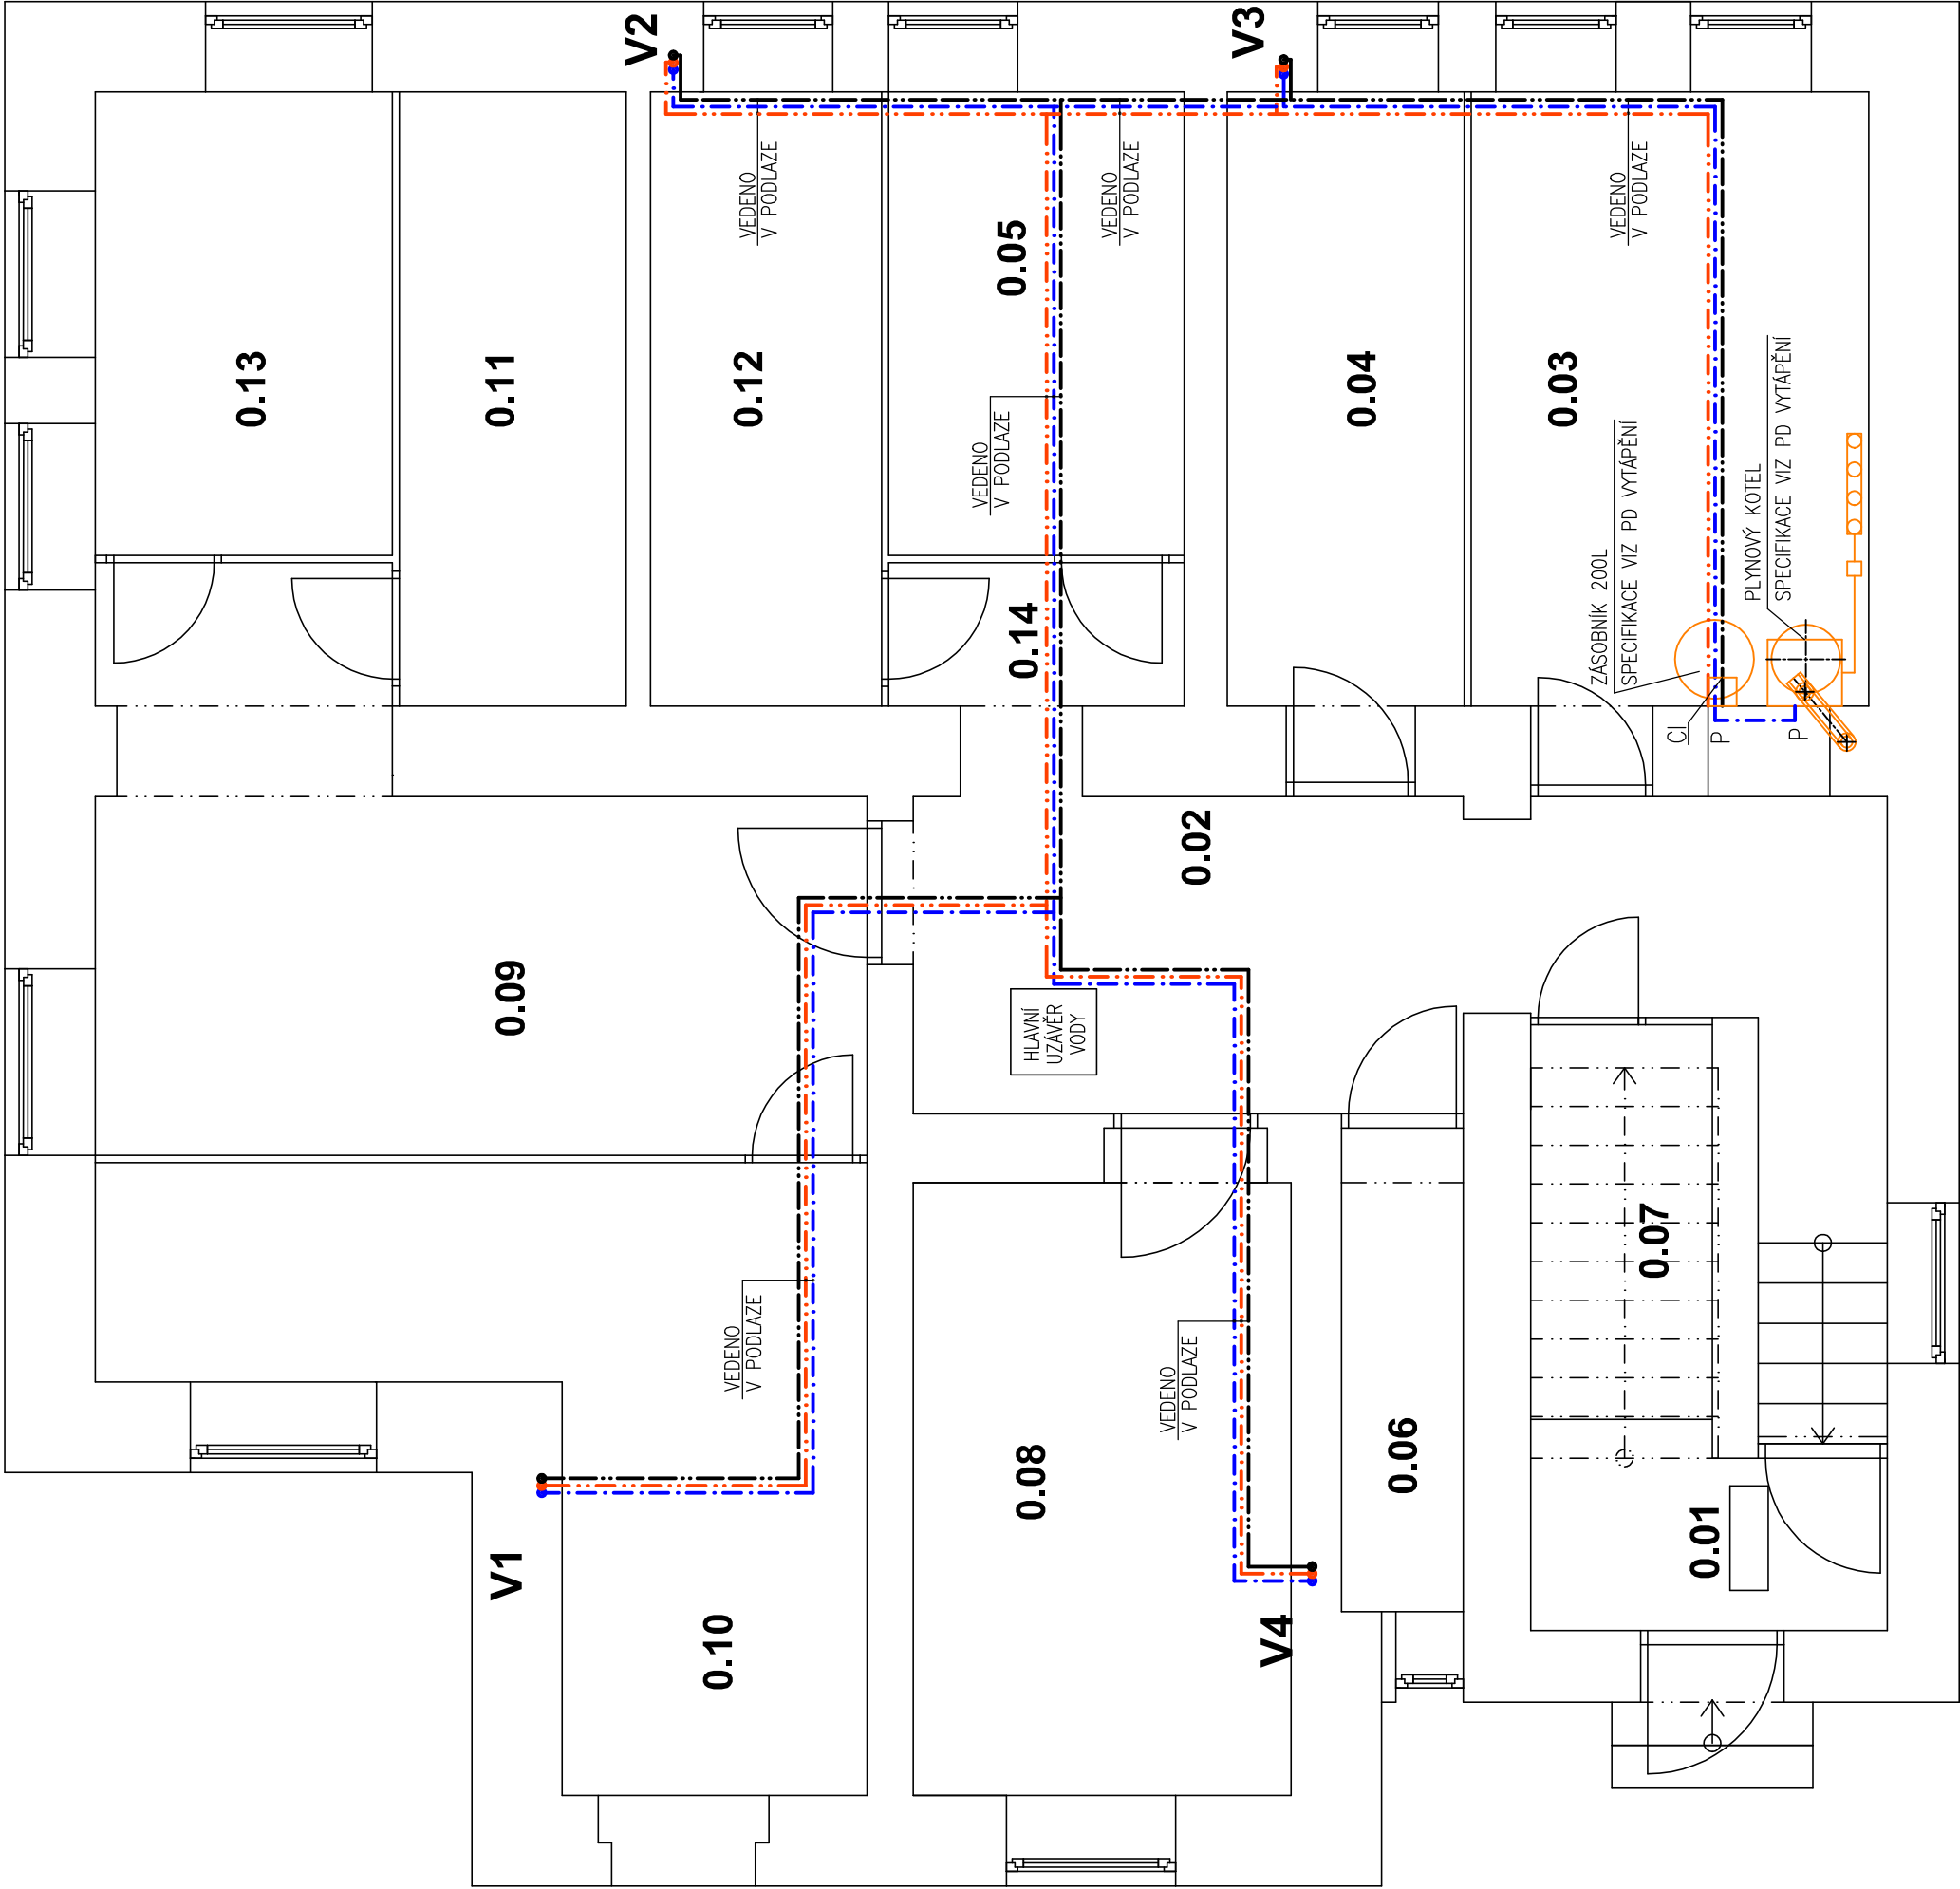 V2
V3
VEDENO
V PODLAZE
VEDENO
V PODLAZE
VEDENO
V PODLAZE
0.05
0.13
0.11
0.12
0.04
0.03
VEDENO
V PODLAZE
ZÁSOBNÍK 200L
SPECIFIKACE VIZ PD VYTÁPĚNÍ
PLYNOVÝ KOTEL
SPECIFIKACE VIZ PD VYTÁPĚNÍ
0.14
CI
P
P
0.02
0.09
HLAVNÍ
UZÁVĚR
VODY
0.07
VEDENO
V PODLAZE
VEDENO
V PODLAZE
0.08
0.06
V1
0.01
0.10
V4